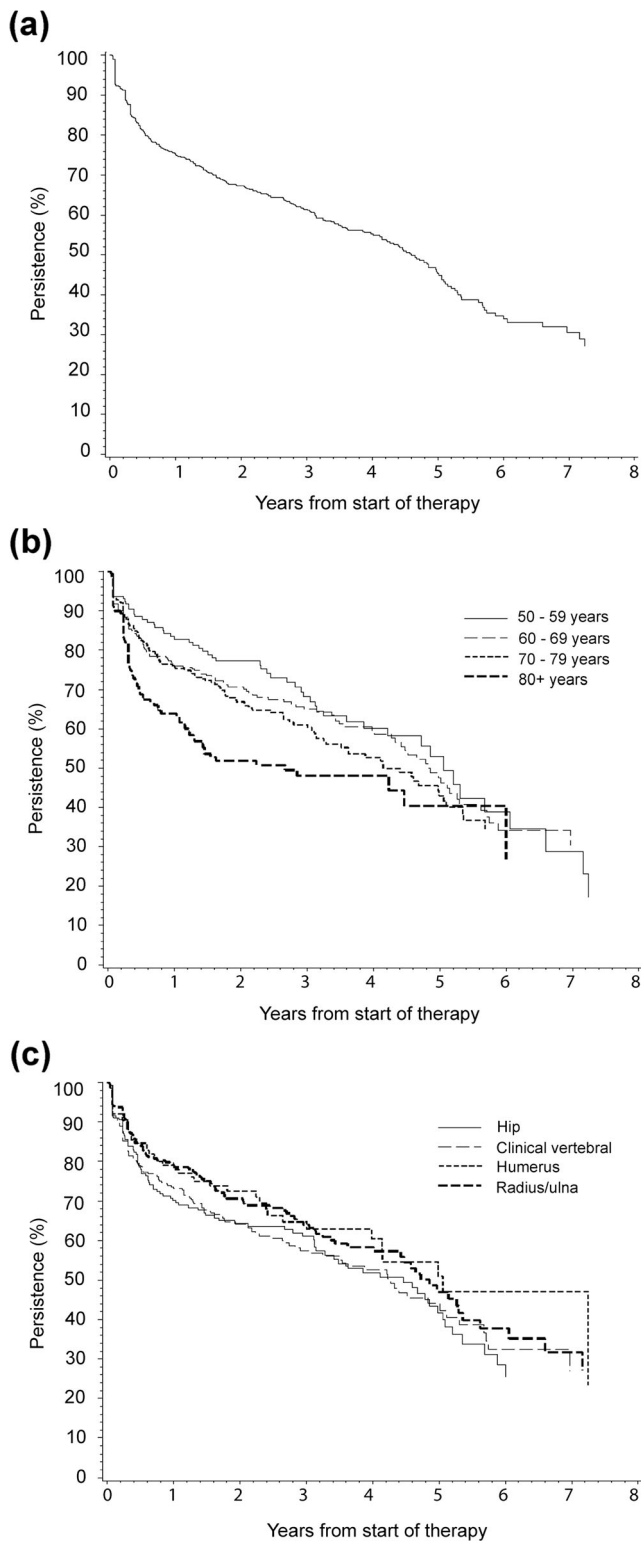 (a)
100
90
80
70
60
50
40
30
20
10
0
Persistence (%)
0 1 2 3 4 5 6 7 8
Years from start of therapy
(b)
100
90
80
70
60
50
40
30
20
10
0
Persistence (%)
50 - 59 years
60 - 69 years
70 - 79 years
80+ years
0 1 2 3 4 5 6 7 8
Years from start of therapy
(c)
100
90
80
70
60
50
40
30
20
10
0
Persistence (%)
Hip
Clinical vertebral
Humerus
Radius/ulna
0 1 2 3 4 5 6 7 8
Years from start of therapy